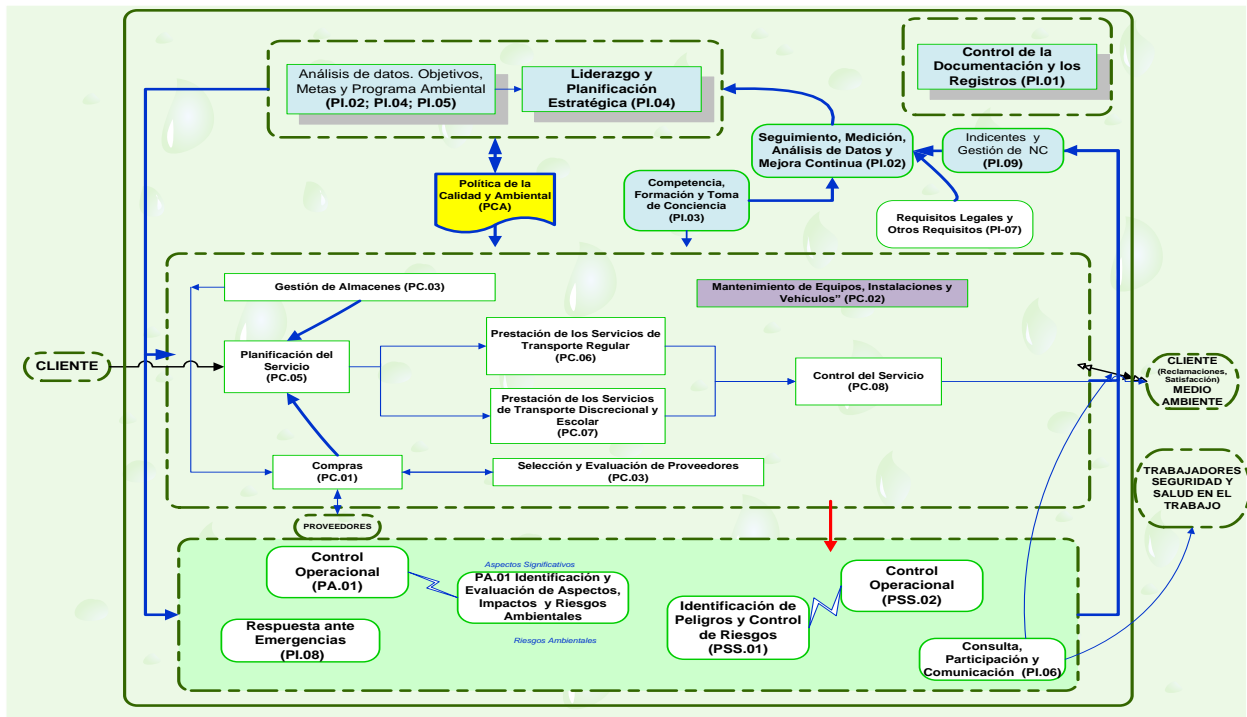 Análisis de datos. Objetivos,
Metas y Programa Ambiental
(PI.02; PI.04; PI.05)
Liderazgo y
Planificación
Estratégica (PI.04)
Control de la
Documentación y los
Registros (PI.01)
Seguimiento, Medición,
Análisis de Datos y
Mejora Continua (PI.02)
Indicentes y
Gestión de NC
(PI.09)
Política de la
Calidad y Ambiental
(PCA)
Competencia,
Formación y Toma
de Conciencia
(PI.03)
Requisitos Legales y
Otros Requisitos (PI-07)
Gestión de Almacenes (PC.03)
Mantenimiento de Equipos, Instalaciones y
Vehículos” (PC.02)
CLIENTE
Planificación del
Servicio
(PC.05)
Prestación de los Servicios de
Transporte Regular
(PC.06)
Prestación de los Servicios
de Transporte Discrecional y
Escolar
(PC.07)
Control del Servicio
(PC.08)
CLIENTE
(Reclamaciones,
Satisfacción)
MEDIO
AMBIENTE
Compras
(PC.01)
Selección y Evaluación de Proveedores
(PC.03)
TRABAJADORES
SEGURIDAD Y
SALUD EN EL
TRABAJO
PROVEEDORES
Control
Operacional
(PA.01)
Aspectos Significativos
PA.01 Identificación y
Evaluación de Aspectos,
Impactos y Riesgos
Ambientales
Riesgos Ambientales
Respuesta ante
Emergencias
(PI.08)
Identificación de
Peligros y Control
de Riesgos
(PSS.01)
Control
Operacional
(PSS.02)
Consulta,
Participación y
Comunicación (PI.06)